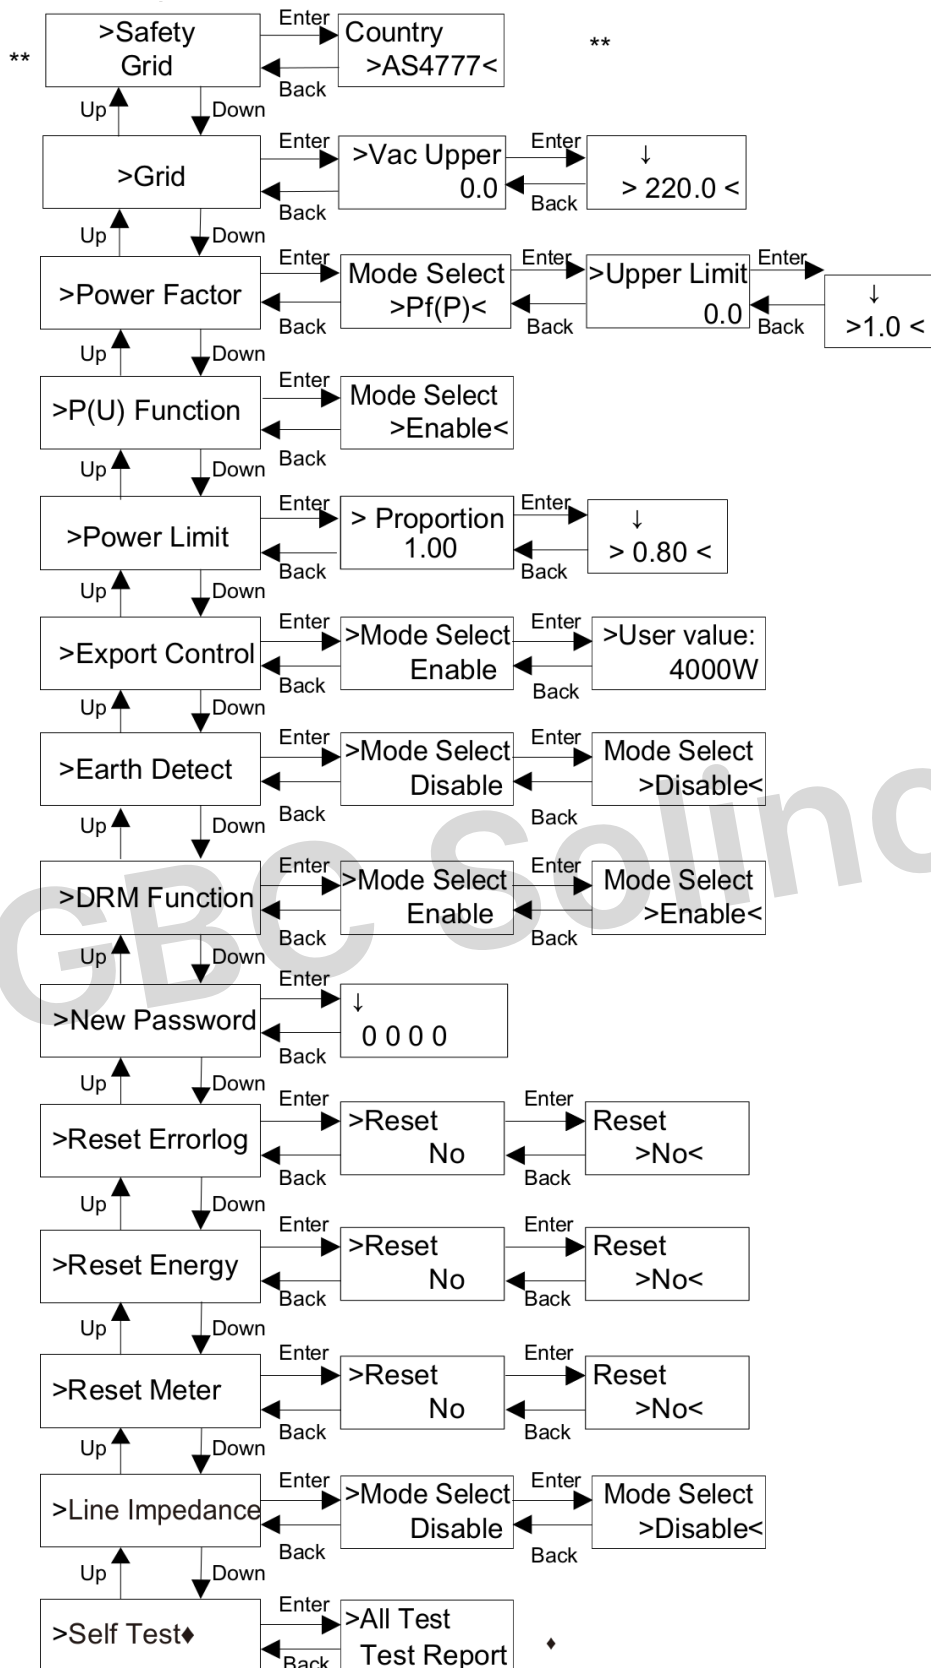 Enter
>Safety
Country
**
**
Grid
>AS4777<
Back
Up
Down
Enter
Enter
>Vac Upper
↓
>Grid
0.0
> 220.0 <
Back
Back
Up
Down
Enter
Enter
Enter
Mode Select
>Upper Limit
↓
>Power Factor
>Pf(P)<
0.0
>1.0 <
Back
Back
Back
Up
Down
Enter
Mode Select
>P(U) Function
>Enable<
Back
Up
Down
Enter
Enter
> Proportion
↓
>Power Limit
1.00
> 0.80 <
Back
Back
Up
Down
Enter
Enter
>Mode Select
>User value:
>Export Control
Enable
4000W
Back
Back
Up
Down
Enter
Enter
>Mode Select
Mode Select
>Earth Detect
Disable
>Disable<
Back
Back
Up
Down
GBC Solino
Enter
Enter
>Mode Select
Mode Select
>DRM Function
Enable
>Enable<
Back
Back
Up
Down
Enter
↓
>New Password
0 0 0 0
Back
Up
Down
Enter
Enter
>Reset
Reset
>Reset Errorlog
No
>No<
Back
Back
Up
Down
Enter
Enter
>Reset
Reset
>Reset Energy
No
>No<
Back
Back
Up
Down
Enter
Enter
>Reset
Reset
>Reset Meter
No
>No<
Back
Back
Up
Down
Enter
Enter
>Mode Select
Mode Select
>Line Impedance
Disable
>Disable<
Back
Back
Up
Down
Enter
>All Test
>Self Test♦
Test Report
♦
Back